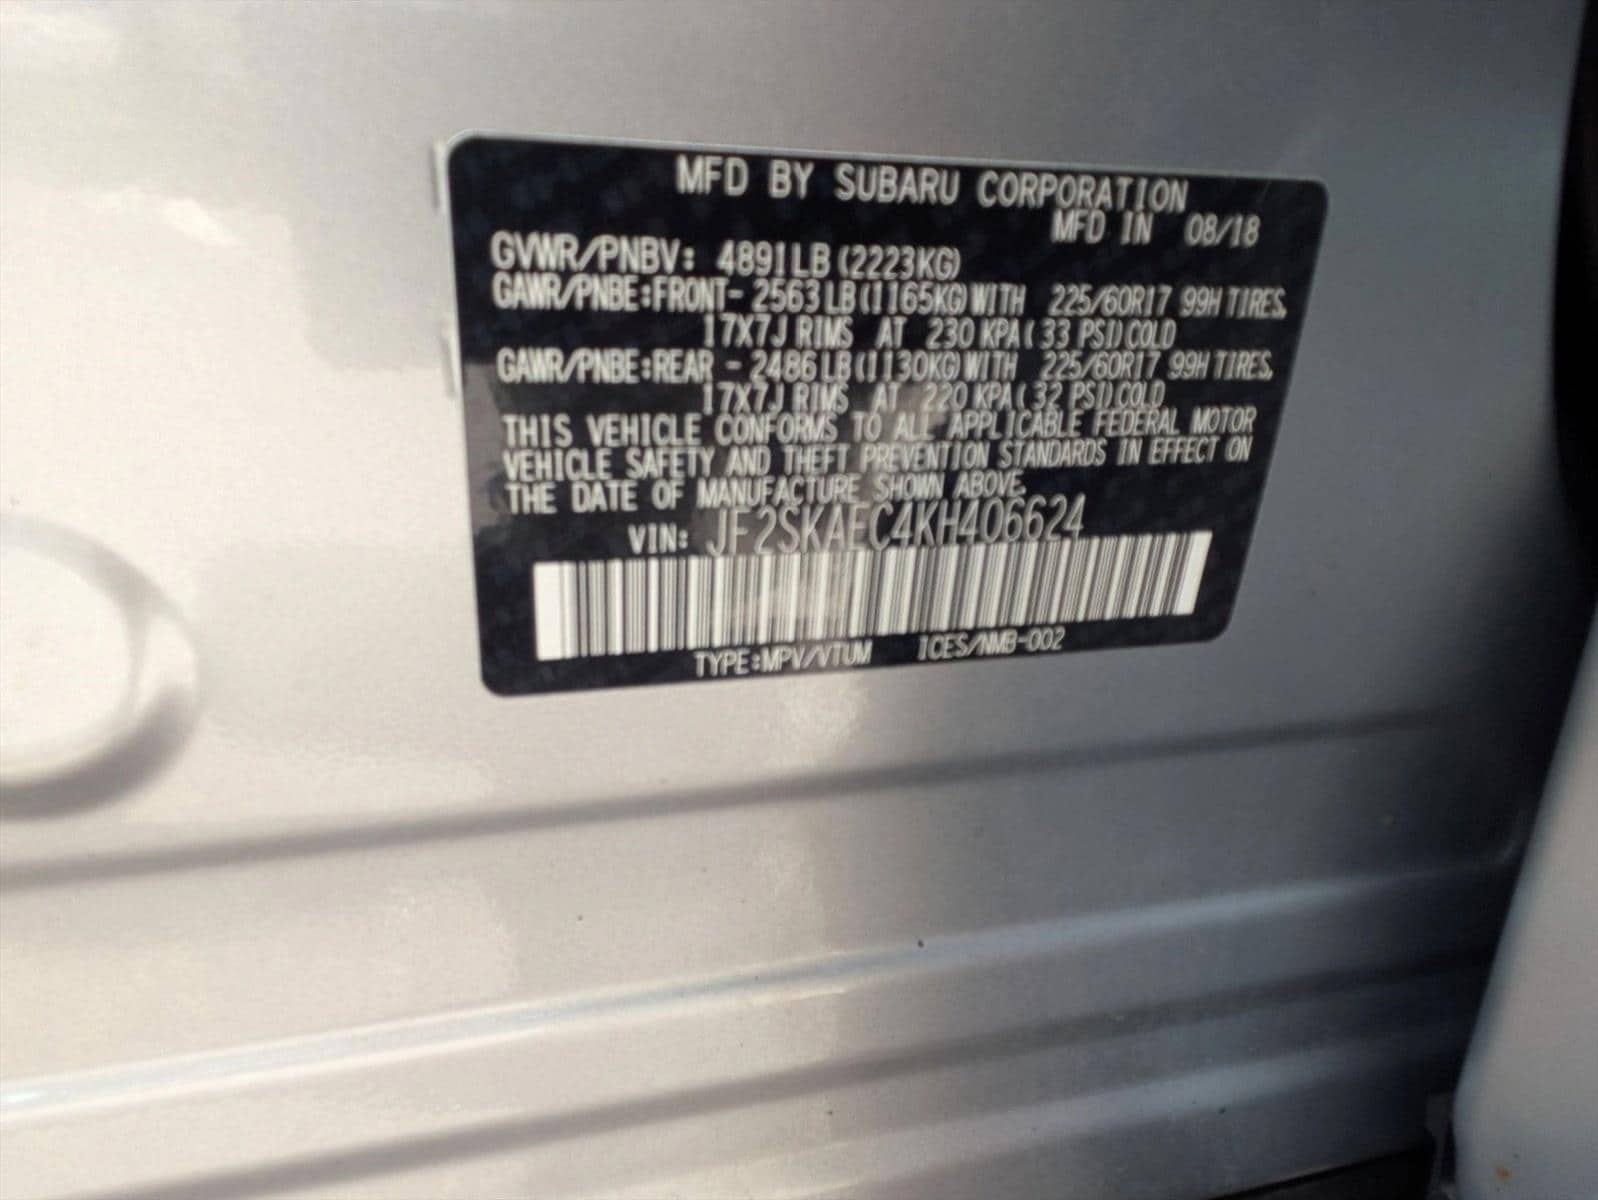 MFD BY SUBARU CORPORATION
MFD IN 08/18
GVWR/PNBV: 4891LB (2223KG)
GAWR/PNBE:FRONT- 2563LB(1165KG)WITH 225/60R17 99H TIRES,
17X7J RIMS AT 230 KPA( 33 PSI)COLD
GAWR/PNBE:REAR - 2486LB(1130KG)WITH 225/60R17 99H TIRES,
17X7J RIMS AT 220 KPA( 32 PSI)COLD
THIS VEHICLE CONFORMS TO ALL APPLICABLE FEDERAL MOTOR
VEHICLE SAFETY AND THEFT PREVENTION STANDARDS IN EFFECT ON
THE DATE OF MANUFACTURE SHOWN ABOVE.
VIN: JF2SKAEC4KH406624
TYPE:MPV/VTUM ICES/NMB-002